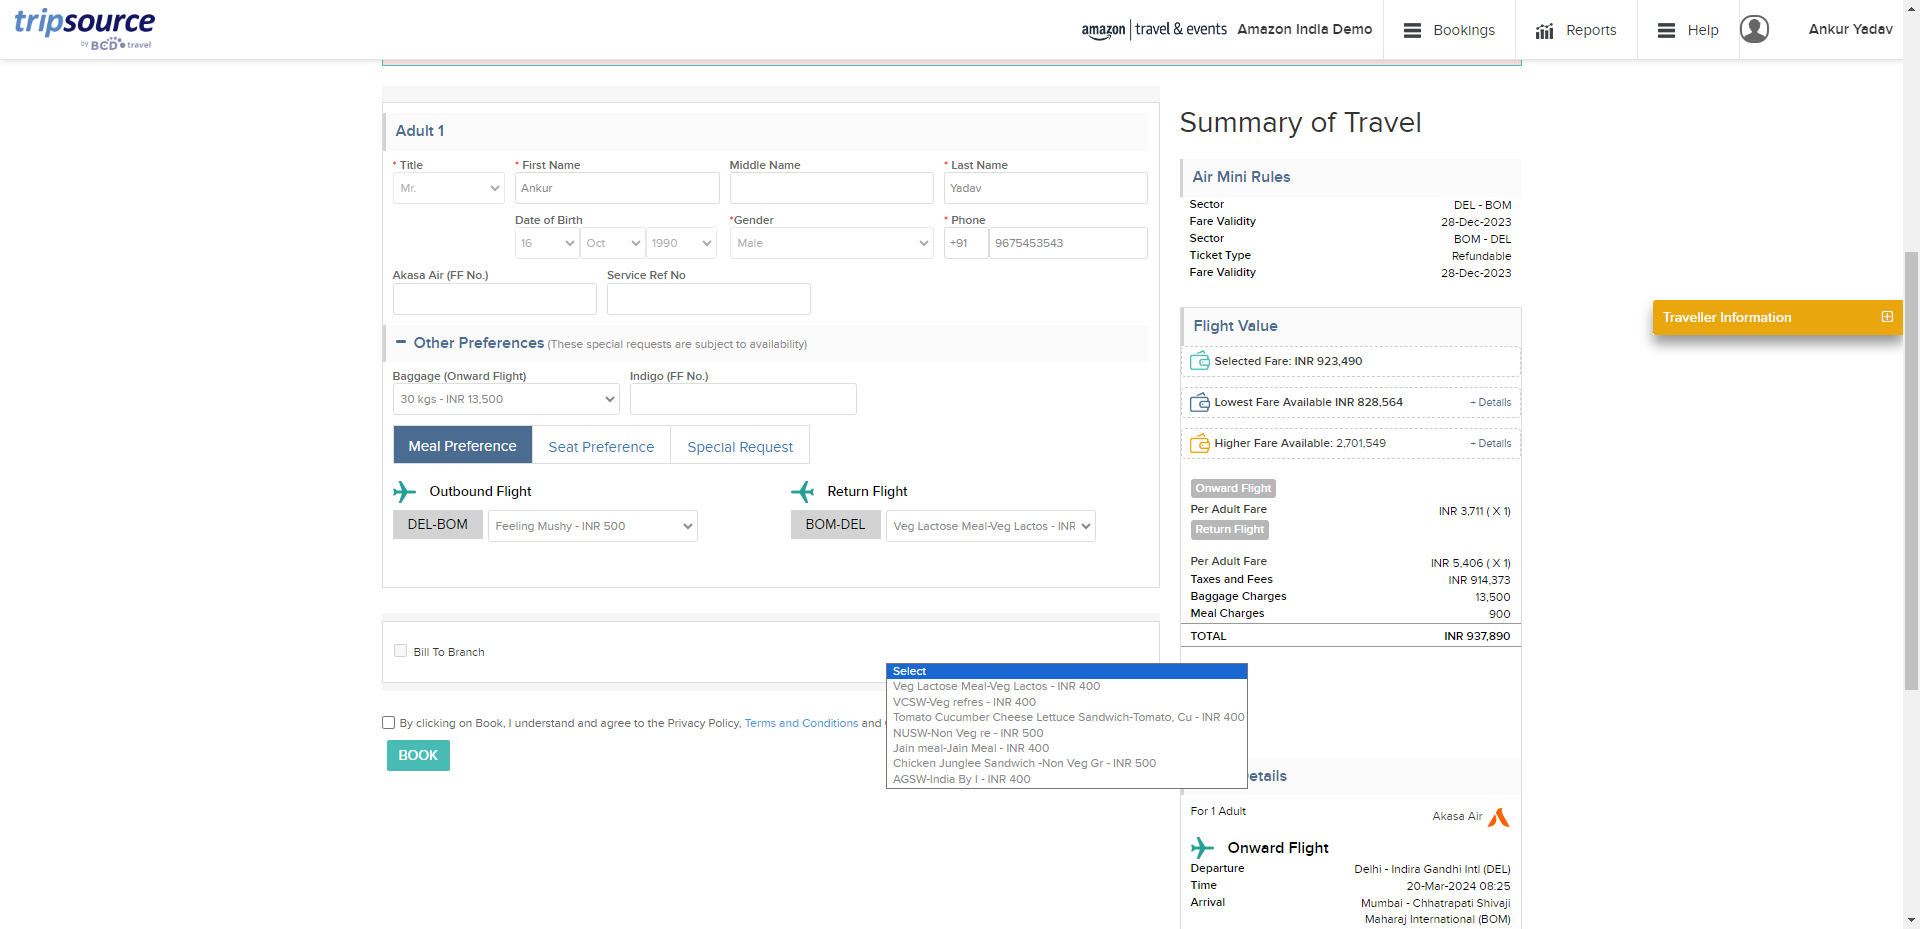 tripsource
by BCD travel
amazon travel & events Amazon India Demo
Bookings
Reports
Help
Ankur Yadav
Adult 1
* Title
* First Name
Middle Name
* Last Name
Mr.
Ankur
Yadav
Date of Birth
*Gender
* Phone
16
Oct
1990
Male
+91
9675453543
Akasa Air (FF No.)
Service Ref No
Other Preferences (These special requests are subject to availability)
Baggage (Onward Flight)
Indigo (FF No.)
30 kgs - INR 13,500
Meal Preference
Seat Preference
Special Request
Outbound Flight
Return Flight
DEL-BOM
Feeling Mushy - INR 500
BOM-DEL
Veg Lactose Meal-Veg Lactos - INR
Bill To Branch
Select
Veg Lactose Meal-Veg Lactos - INR 400
VCSW-Veg refres - INR 400
Tomato Cucumber Cheese Lettuce Sandwich-Tomato, Cu - INR 400
NUSW-Non Veg re - INR 500
Jain meal-Jain Meal - INR 400
Chicken Junglee Sandwich -Non Veg Gr - INR 500
AGSW-India By I - INR 400
By clicking on Book, I understand and agree to the Privacy Policy, Terms and Conditions and
BOOK
Summary of Travel
Air Mini Rules
Sector DEL - BOM
Fare Validity 28-Dec-2023
Sector BOM - DEL
Ticket Type Refundable
Fare Validity 28-Dec-2023
Flight Value
Selected Fare: INR 923,490
Lowest Fare Available INR 828,564 + Details
Higher Fare Available: 2,701,549 + Details
Onward Flight
Per Adult Fare INR 3,711 ( X 1)
Return Flight
Per Adult Fare INR 5,406 ( X 1)
Taxes and Fees INR 914,373
Baggage Charges 13,500
Meal Charges 900
TOTAL INR 937,890
etails
For 1 Adult
Akasa Air
Onward Flight
Departure Delhi - Indira Gandhi Intl (DEL)
Time 20-Mar-2024 08:25
Arrival Mumbai - Chhatrapati Shivaji
Maharaj International (BOM)
Traveller Information